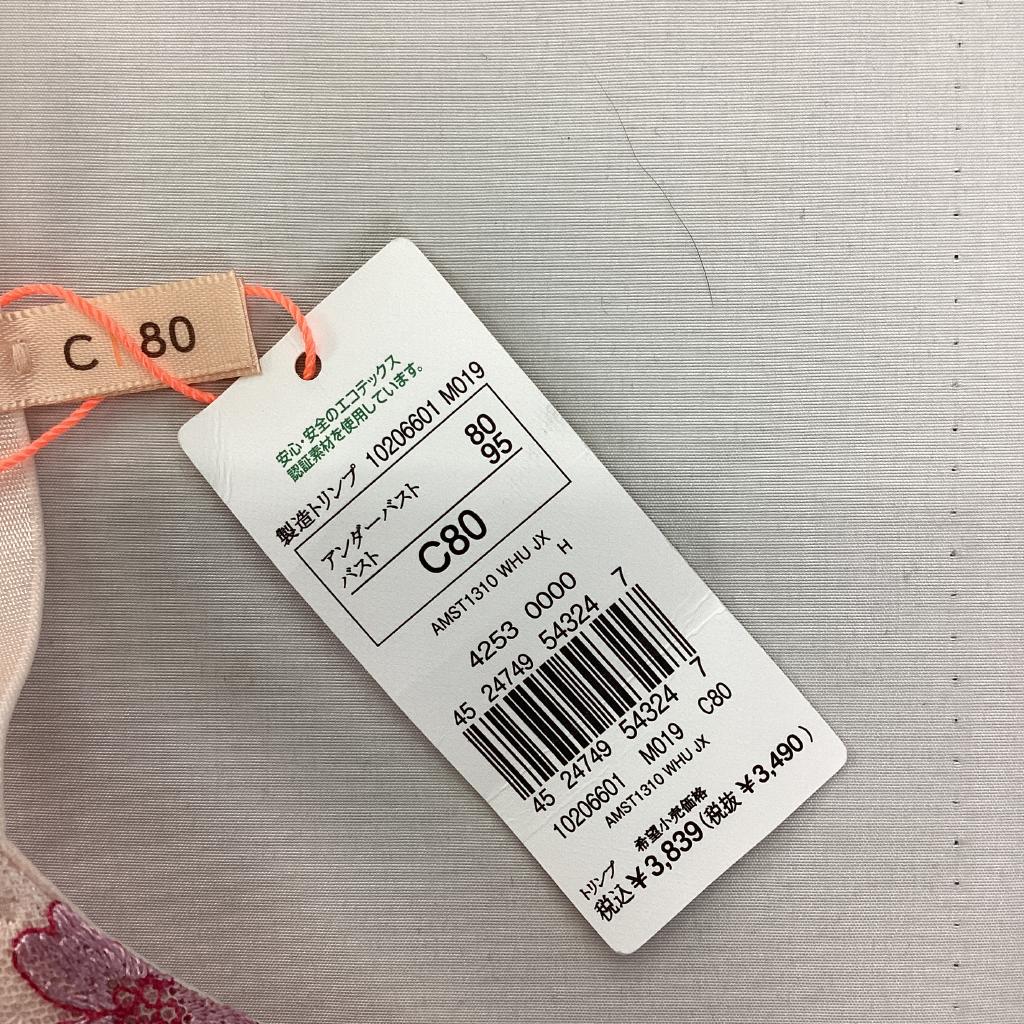 C 80
安心・安全のエコテックス
認証素材を使用しています。
製造トリンプ 10206601 M019
アンダーバスト 80
バスト 95
C80
AMST1310 WHU JX
H
4253 0000
45 24749 54324 7
45 24749 54324 7
10206601 M019 C80
AMST1310 WHU JX
トリンプ 希望小売価格
税込¥3,839(税抜 ¥3,490)